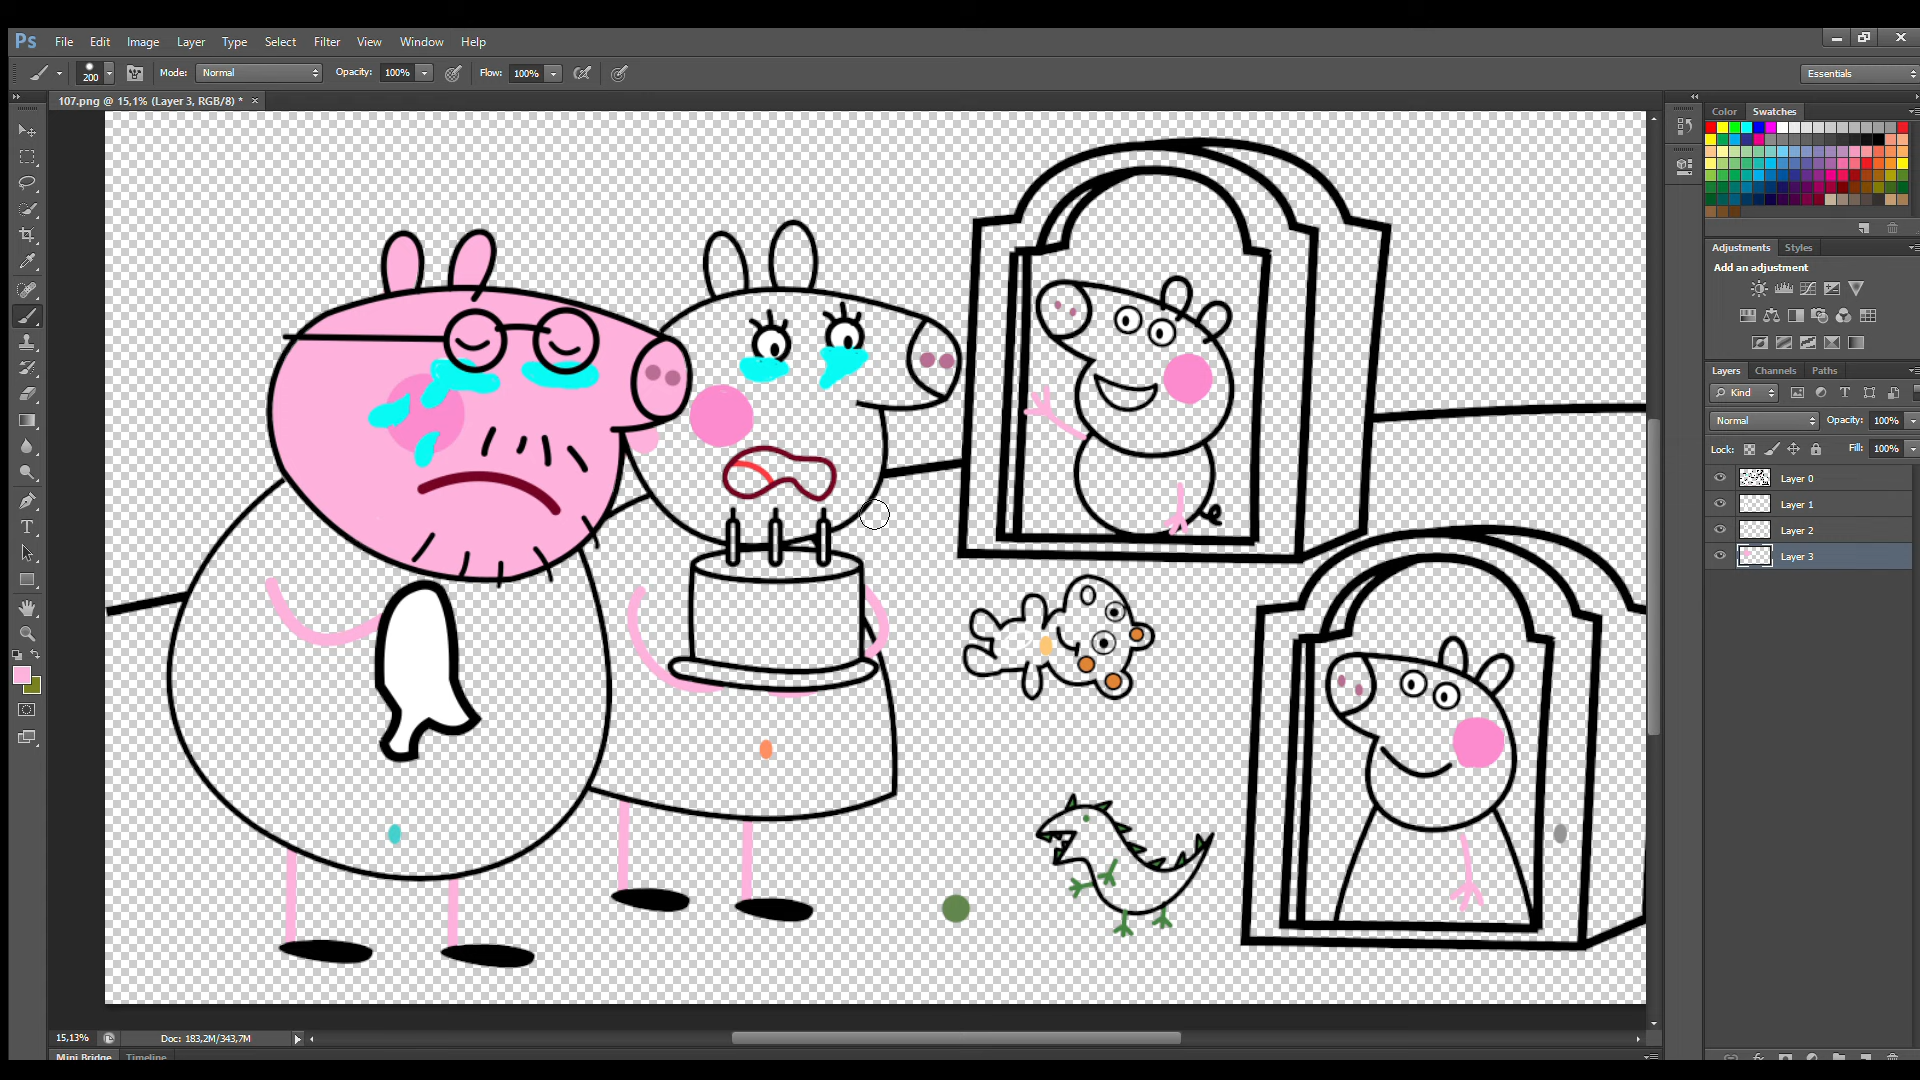 Ps File Edit Image Layer Type Select Filter View Window Help
200 Mode: Normal Opacity: 100% Flow: 100% Essentials
107.png @ 15,1% (Layer 3, RGB/8) * ×
Color Swatches
Adjustments Styles
Add an adjustment
Layers Channels Paths
Kind
Normal Opacity: 100%
Lock: Fill: 100%
Layer 0
Layer 1
Layer 2
Layer 3
15,13% Doc: 183,2M/343,7M
Mini Bridge Timeline